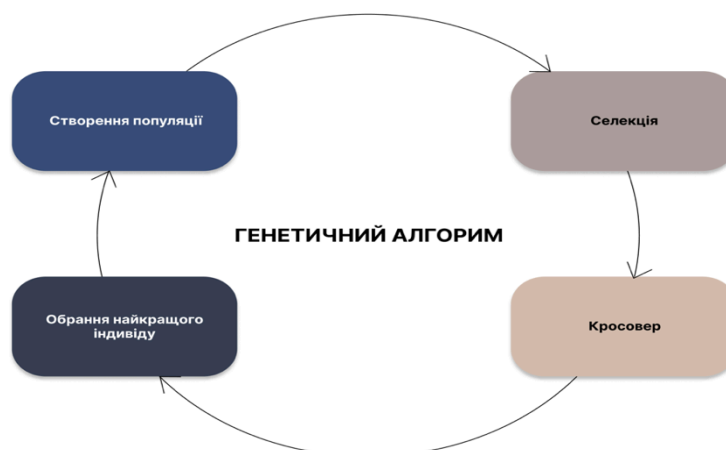 Створення популяції
Селекція
ГЕНЕТИЧНИЙ АЛГОРИМ
Обрання найкращого
індивіду
Кросовер